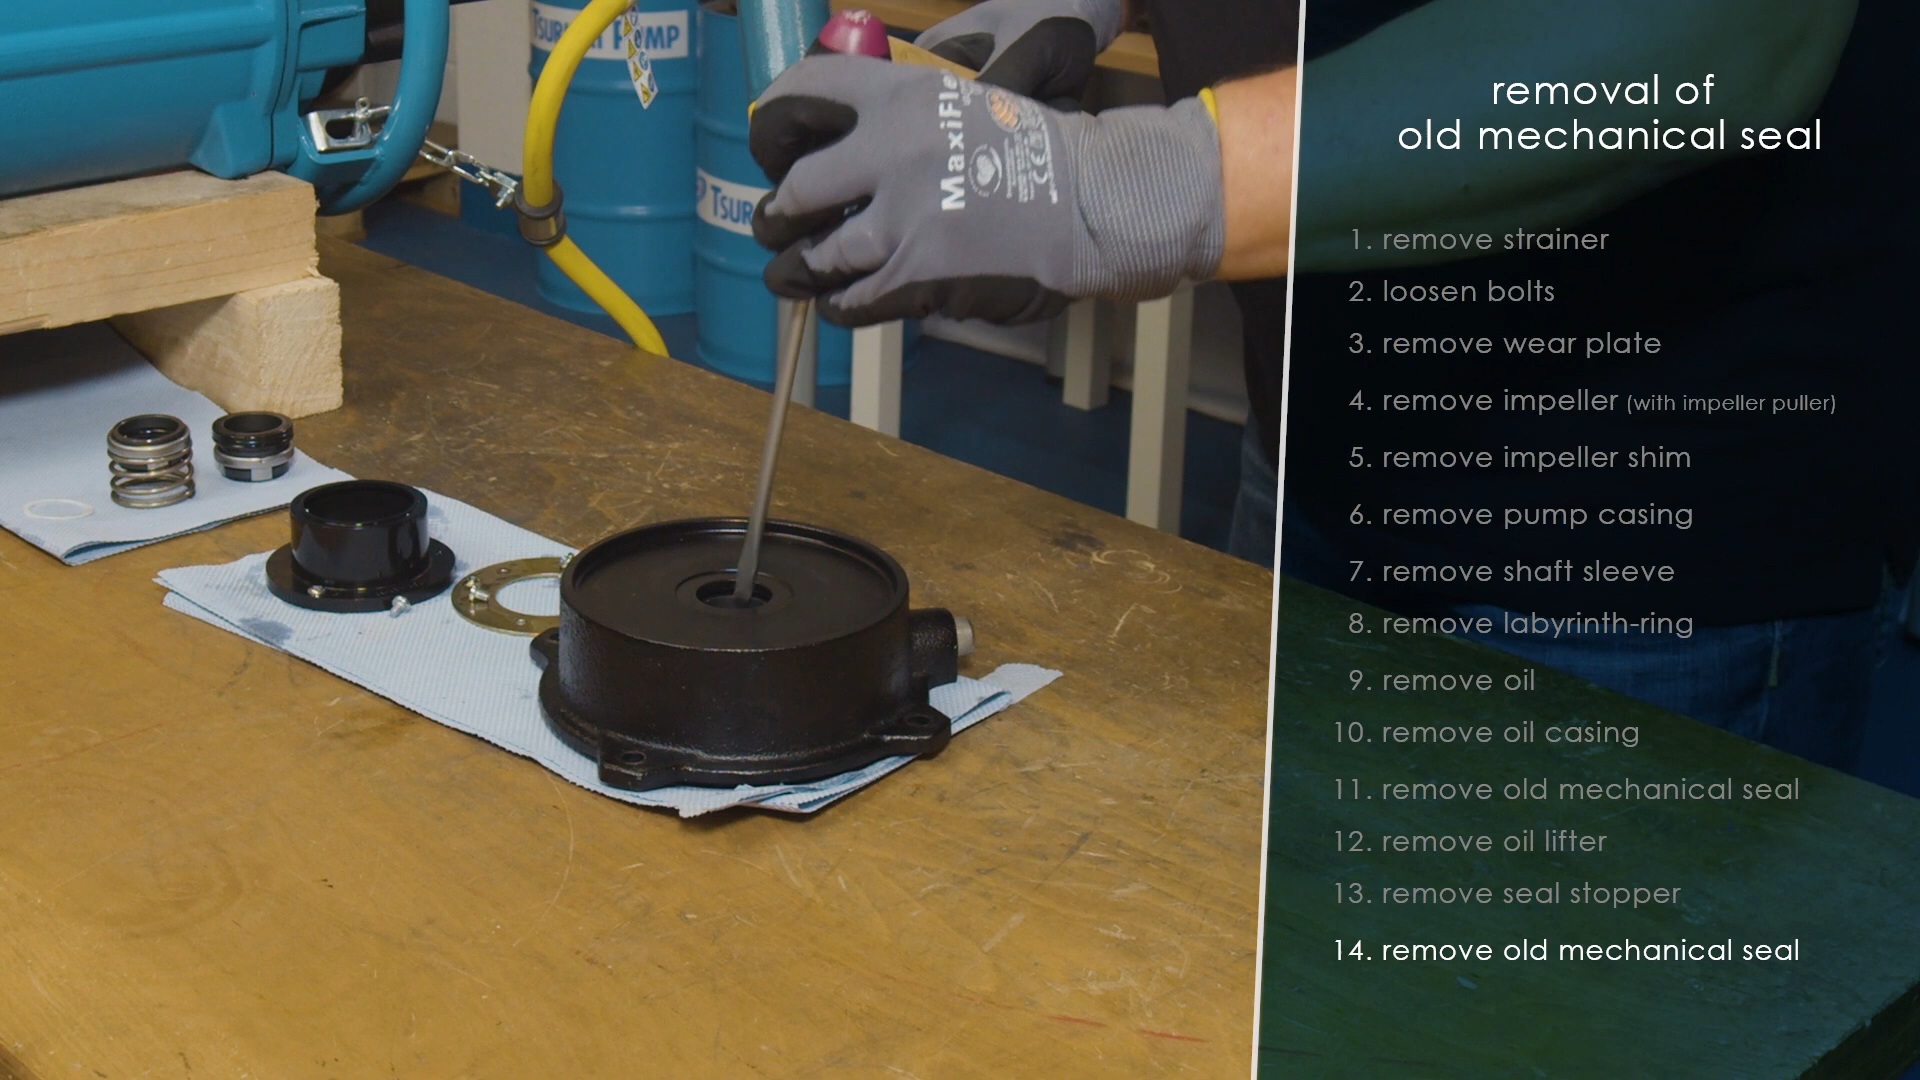 TSURUMI PUMP
TSUR
MaxiFle
CE
removal of
old mechanical seal
1. remove strainer
2. loosen bolts
3. remove wear plate
4. remove impeller (with impeller puller)
5. remove impeller shim
6. remove pump casing
7. remove shaft sleeve
8. remove labyrinth-ring
9. remove oil
10. remove oil casing
11. remove old mechanical seal
12. remove oil lifter
13. remove seal stopper
14. remove old mechanical seal